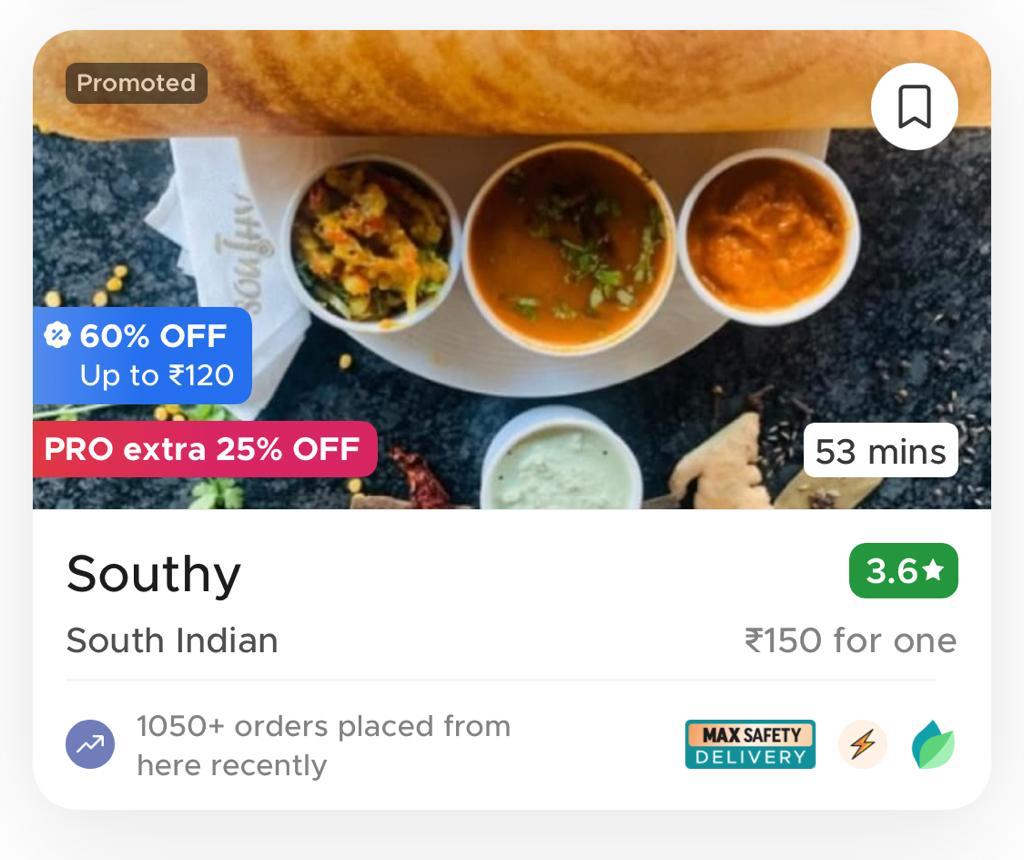 Promoted
southy
60% OFF
Up to ₹120
PRO extra 25% OFF
53 mins
Southy
3.6
South Indian
₹150 for one
1050+ orders placed from
here recently
MAX SAFETY
DELIVERY